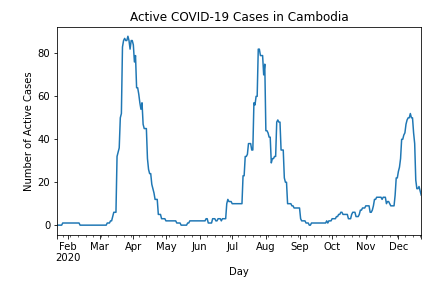 Active COVID-19 Cases in Cambodia
Number of Active Cases
80
60
40
20
0
Feb Mar Apr May Jun Jul Aug Sep Oct Nov Dec
2020
Day